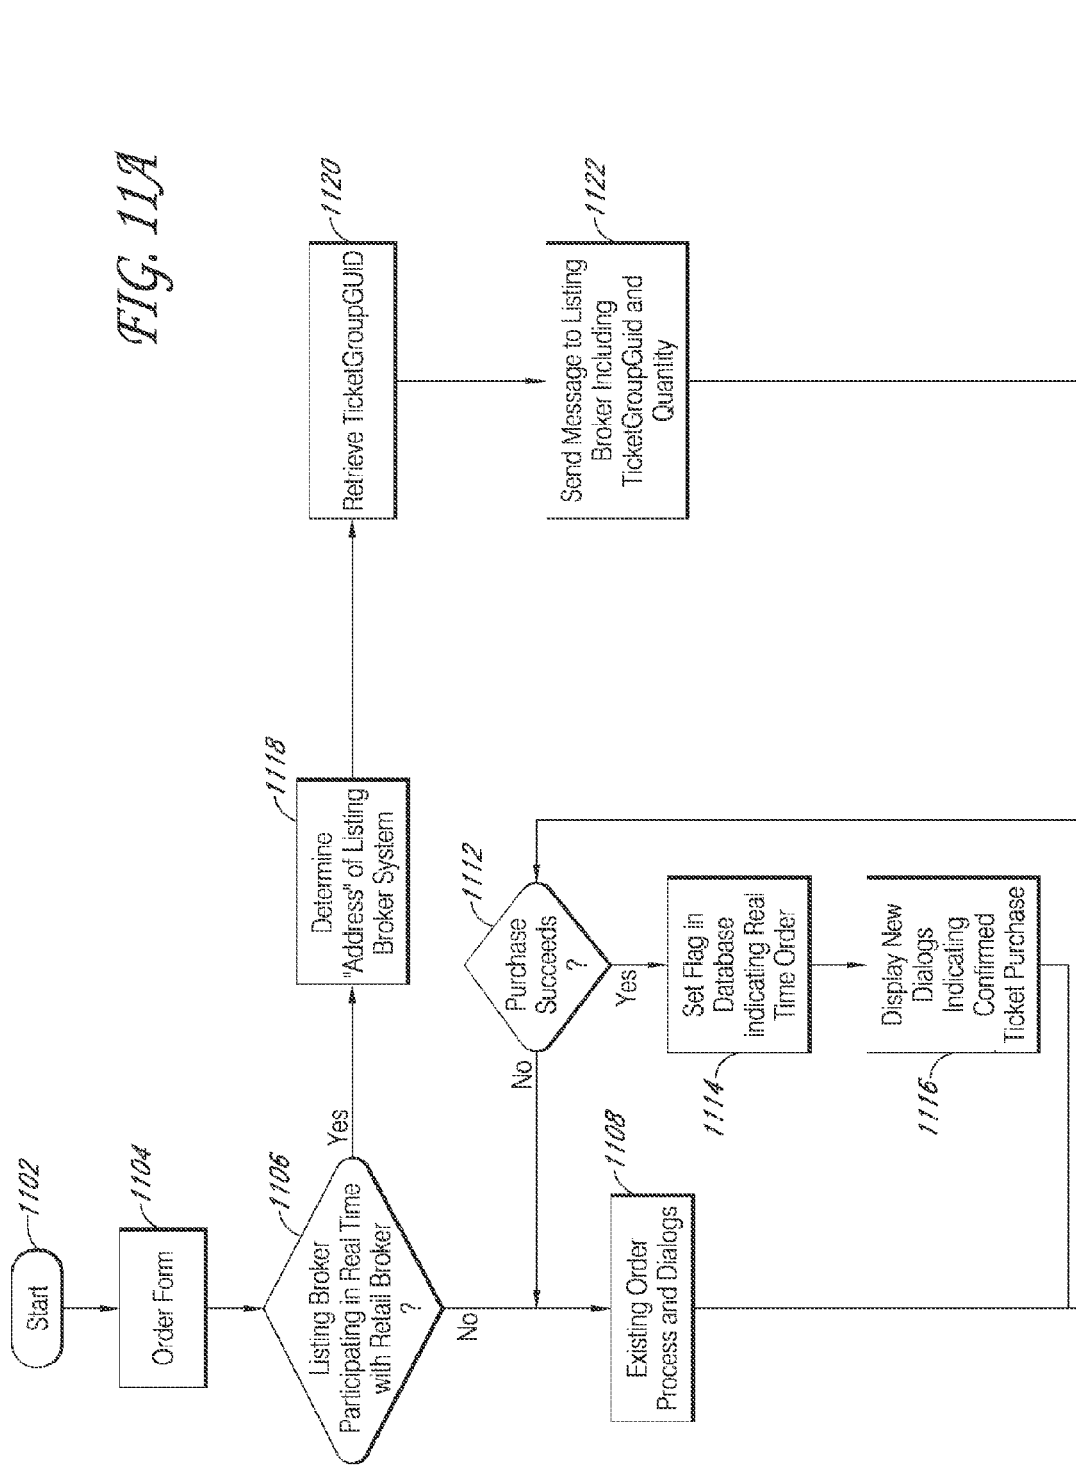 FIG. 11A
Start
1102
Order Form
1104
Listing Broker
Participating in Real Time
with Retail Broker
?
1106
Yes
No
Determine
"Address" of Listing
Broker System
1118
Retrieve TicketGroupGUID
1120
Send Message to Listing
Broker Including
TicketGroupGuid and
Quantity
1122
Purchase
Succeeds
?
1112
No
Yes
Set Flag in
Database
indicating Real
Time Order
1114
Display New
Dialogs
Indicating
Confirmed
Ticket Purchase
1116
Existing Order
Process and Dialogs
1108